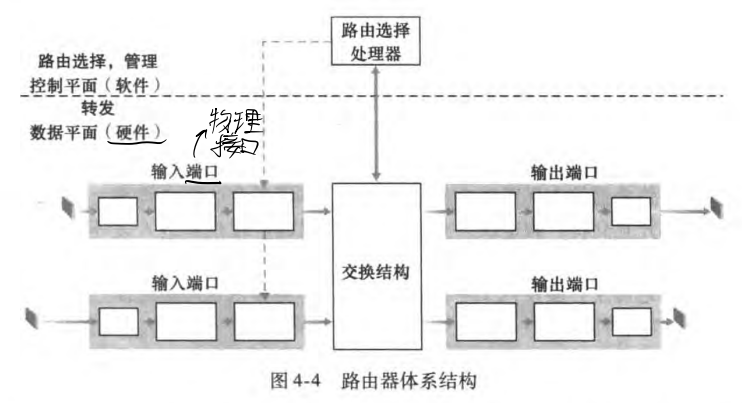 路由选择
处理器
路由选择，管理
控制平面（软件）
转发
数据平面（硬件）
物理
接口
输入端口
输出端口
交换结构
输入端口
输出端口
图 4-4 路由器体系结构